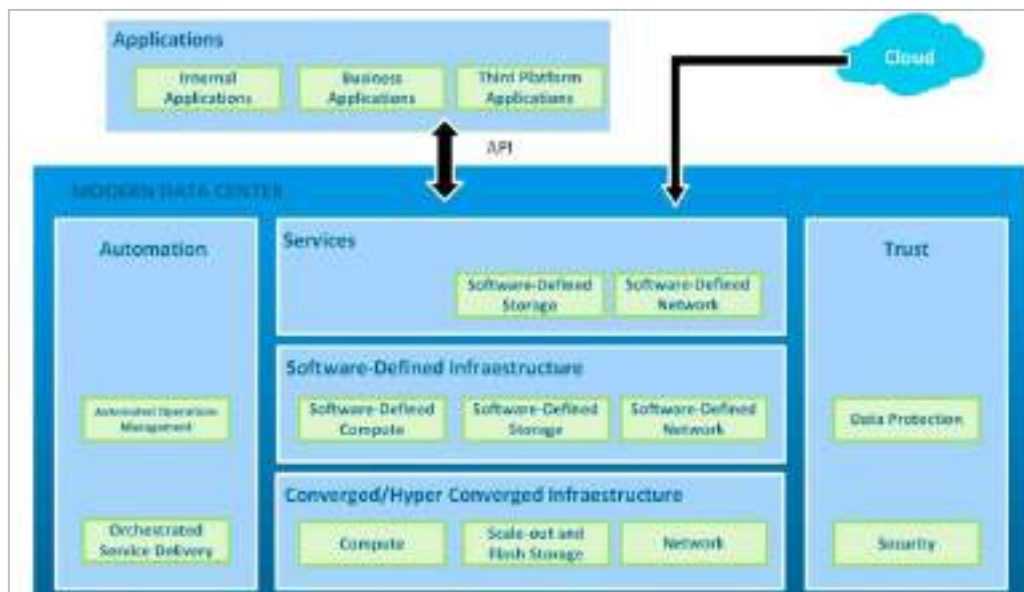 Applications
Internal
Applications
Business
Applications
Third Platform
Applications
Cloud
API
MODERN DATA CENTER
Automation
Automated Operations
Management
Orchestrated
Service Delivery
Services
Software-Defined
Storage
Software-Defined
Network
Software-Defined Infraestructure
Software-Defined
Compute
Software-Defined
Storage
Software-Defined
Network
Converged/Hyper Converged Infraestructure
Compute
Scale-out and
Flash Storage
Network
Trust
Data Protection
Security